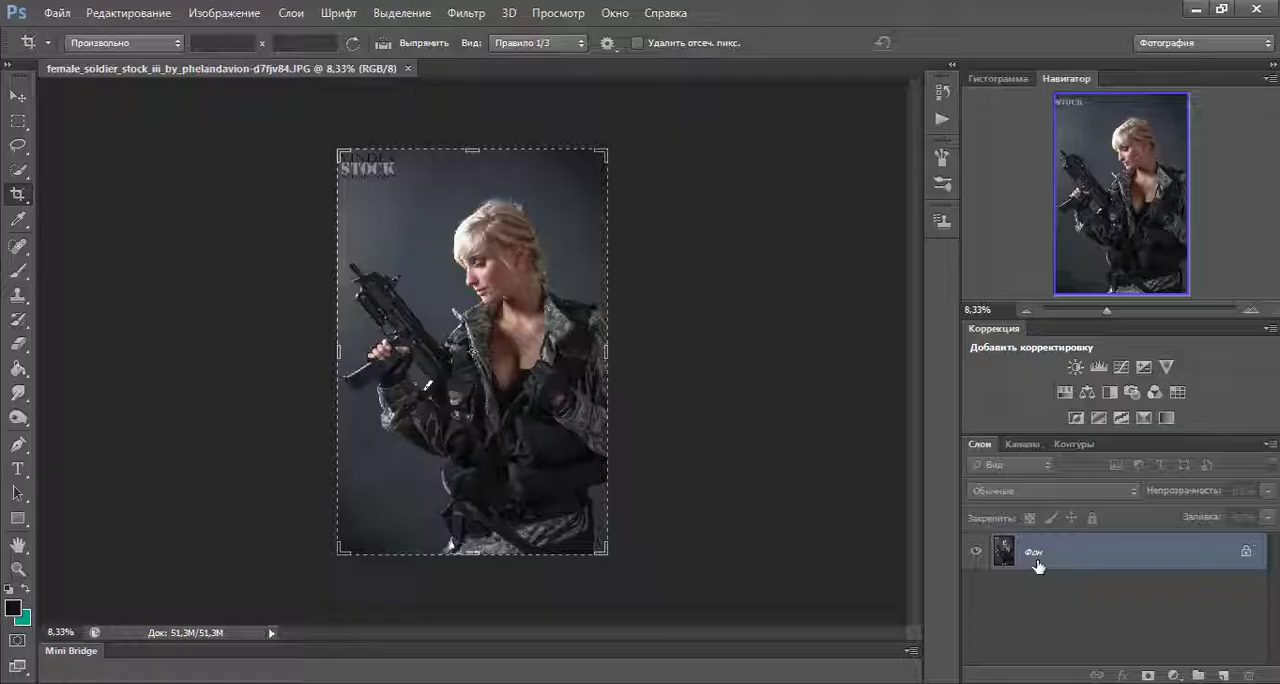 Ps Файл Редактирование Изображение Слои Шрифт Выделение Фильтр 3D Просмотр Окно Справка
Произвольно x Выпрямить Вид: Правило 1/3 Удалить отсеч. пикс. Фотография
female_soldier_stock_iii_by_phelandavion-d7fjv84.JPG @ 8,33% (RGB/8) ×
Гистограмма Навигатор
STOCK
STOCK
8,33%
Коррекция
Добавить корректировку
Слои Каналы Контуры
Вид
Обычные Непрозрачность:
Закрепить: Заливка:
Фон
8,33% Док: 51,3M/51,3M
Mini Bridge